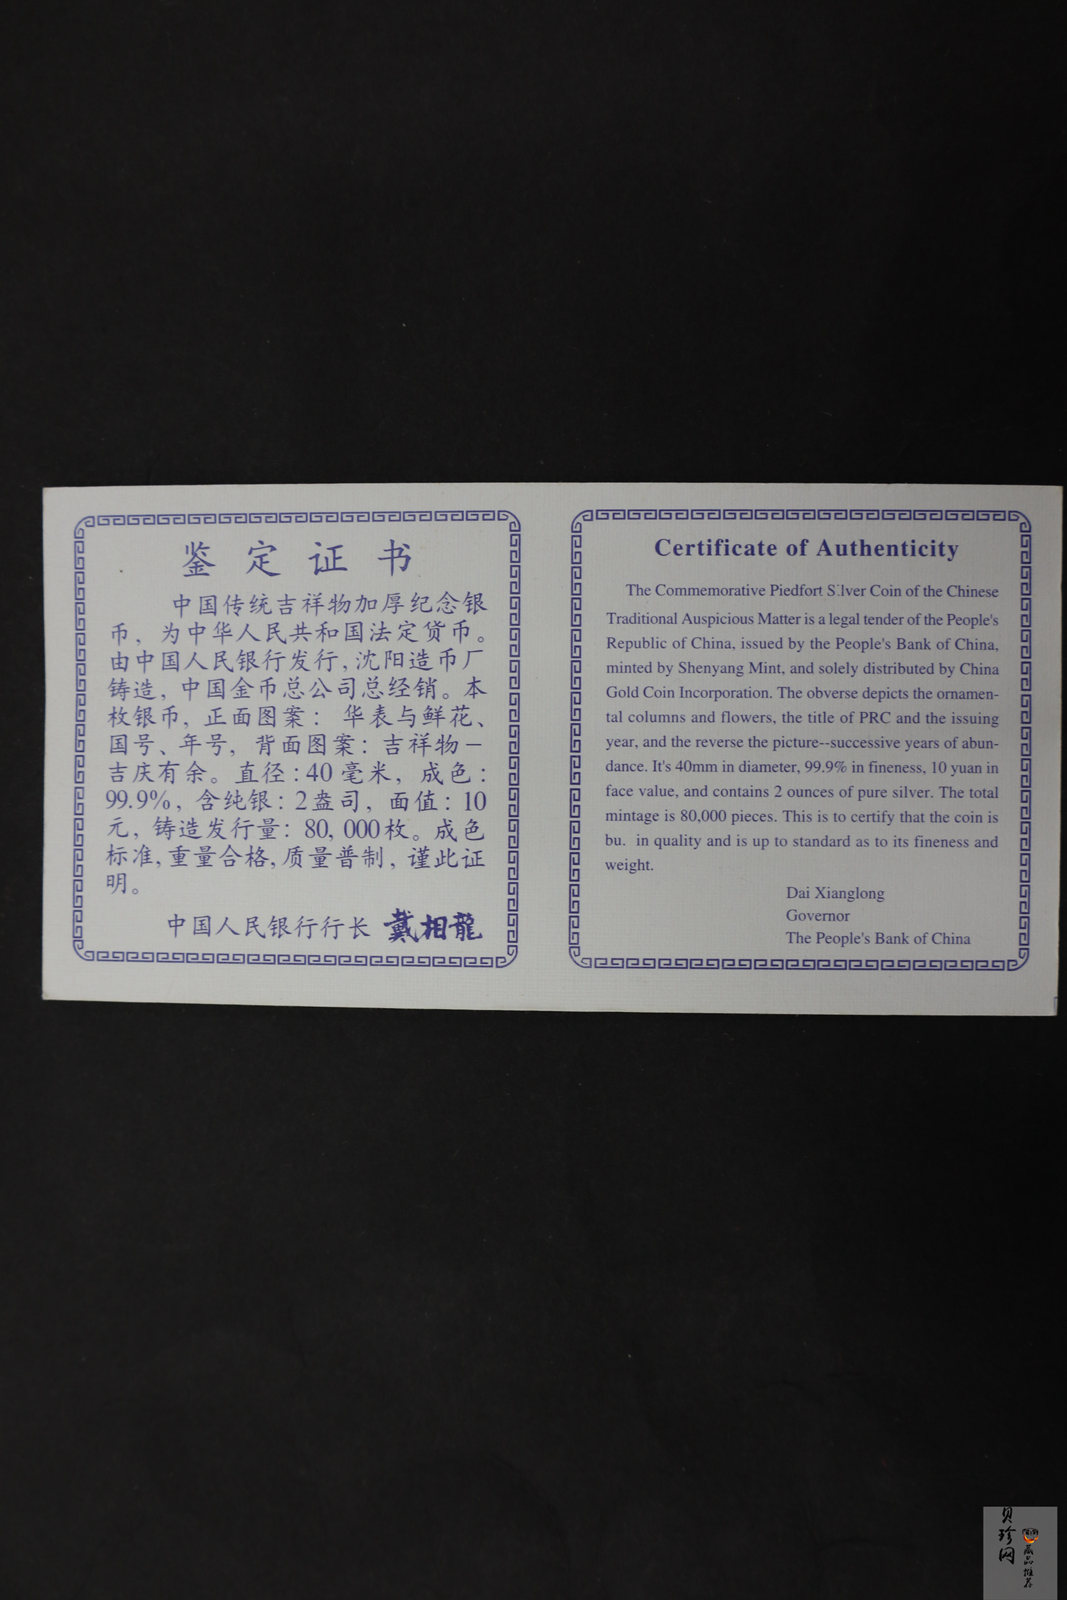 鉴定证书
中国传统吉祥物加厚纪念银
币、为中华人民共和国法定货币。
由中国人民银行发行,沈阳造币厂
铸造,中国金币总公司总经销。本
枚银币,正面图案:华表与鲜花、
国号、年号,背面图案:吉祥物－
吉庆有余。直径:40毫米,成色:
99.9%,含纯银:2盎司,面值:10
元,铸造发行量:80,000枚。成色
标准,重量合格,质量普制,谨此证
明。
中国人民银行行长 戴相龍
Certificate of Authenticity
The Commemorative Piedfort Silver Coin of the Chinese
Traditional Auspicious Matter is a legal tender of the People's
Republic of China, issued by the People's Bank of China,
minted by Shenyang Mint, and solely distributed by China
Gold Coin Incorporation. The obverse depicts the ornamen-
tal columns and flowers, the title of PRC and the issuing
year, and the reverse the picture--successive years of abun-
dance. It's 40mm in diameter, 99.9% in fineness, 10 yuan in
face value, and contains 2 ounces of pure silver. The total
mintage is 80,000 pieces. This is to certify that the coin is
bu. in quality and is up to standard as to its fineness and
weight.
Dai Xianglong
Governor
The People's Bank of China
贝珍网
藏品推荐